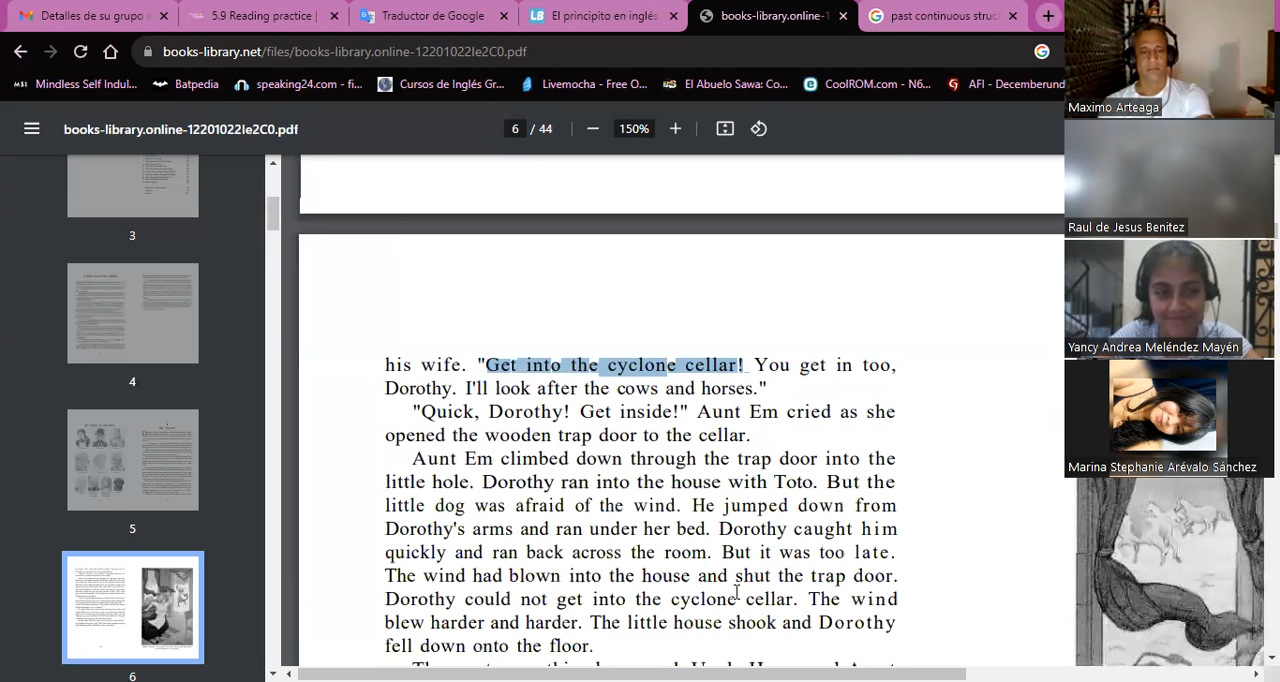 Detalles de su grupo a
5.9 Reading practice |
Traductor de Google
El principito en inglés
books-library.online-1
past continuous struc
books-library.net/files/books-library.online-12201022Ie2C0.pdf
Mindless Self Indul...
Batpedia
speaking24.com - fi...
Cursos de Inglés Gr...
Livemocha - Free O...
El Abuelo Sawa: Co...
CoolROM.com - N6...
AFI - Decemberund
books-library.online-12201022Ie2C0.pdf
6 / 44
150%
3
4
5
6
his wife. "Get into the cyclone cellar! You get in too,
Dorothy. I'll look after the cows and horses."
"Quick, Dorothy! Get inside!" Aunt Em cried as she
opened the wooden trap door to the cellar.
Aunt Em climbed down through the trap door into the
little hole. Dorothy ran into the house with Toto. But the
little dog was afraid of the wind. He jumped down from
Dorothy's arms and ran under her bed. Dorothy caught him
quickly and ran back across the room. But it was too late.
The wind had blown into the house and shut the trap door.
Dorothy could not get into the cyclone cellar. The wind
blew harder and harder. The little house shook and Dorothy
fell down onto the floor.
Maximo Arteaga
Raul de Jesus Benitez
Yancy Andrea Meléndez Mayén
Marina Stephanie Arévalo Sánchez